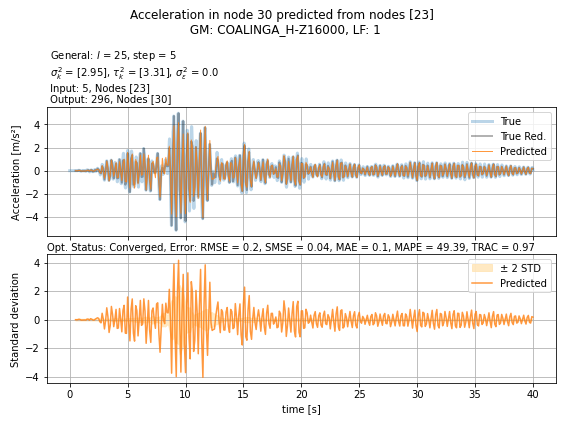 Acceleration in node 30 predicted from nodes [23]
GM: COALINGA_H-Z16000, LF: 1
General: l = 25, step = 5
σ²ₖ = [2.95], τ²ₖ = [3.31], σ²ε = 0.0
Input: 5, Nodes [23]
Output: 296, Nodes [30]
Acceleration [m/s²]
4
2
0
−2
−4
True
True Red.
Predicted
Opt. Status: Converged, Error: RMSE = 0.2, SMSE = 0.04, MAE = 0.1, MAPE = 49.39, TRAC = 0.97
Standard deviation
4
2
0
−2
−4
± 2 STD
Predicted
0 5 10 15 20 25 30 35 40
time [s]